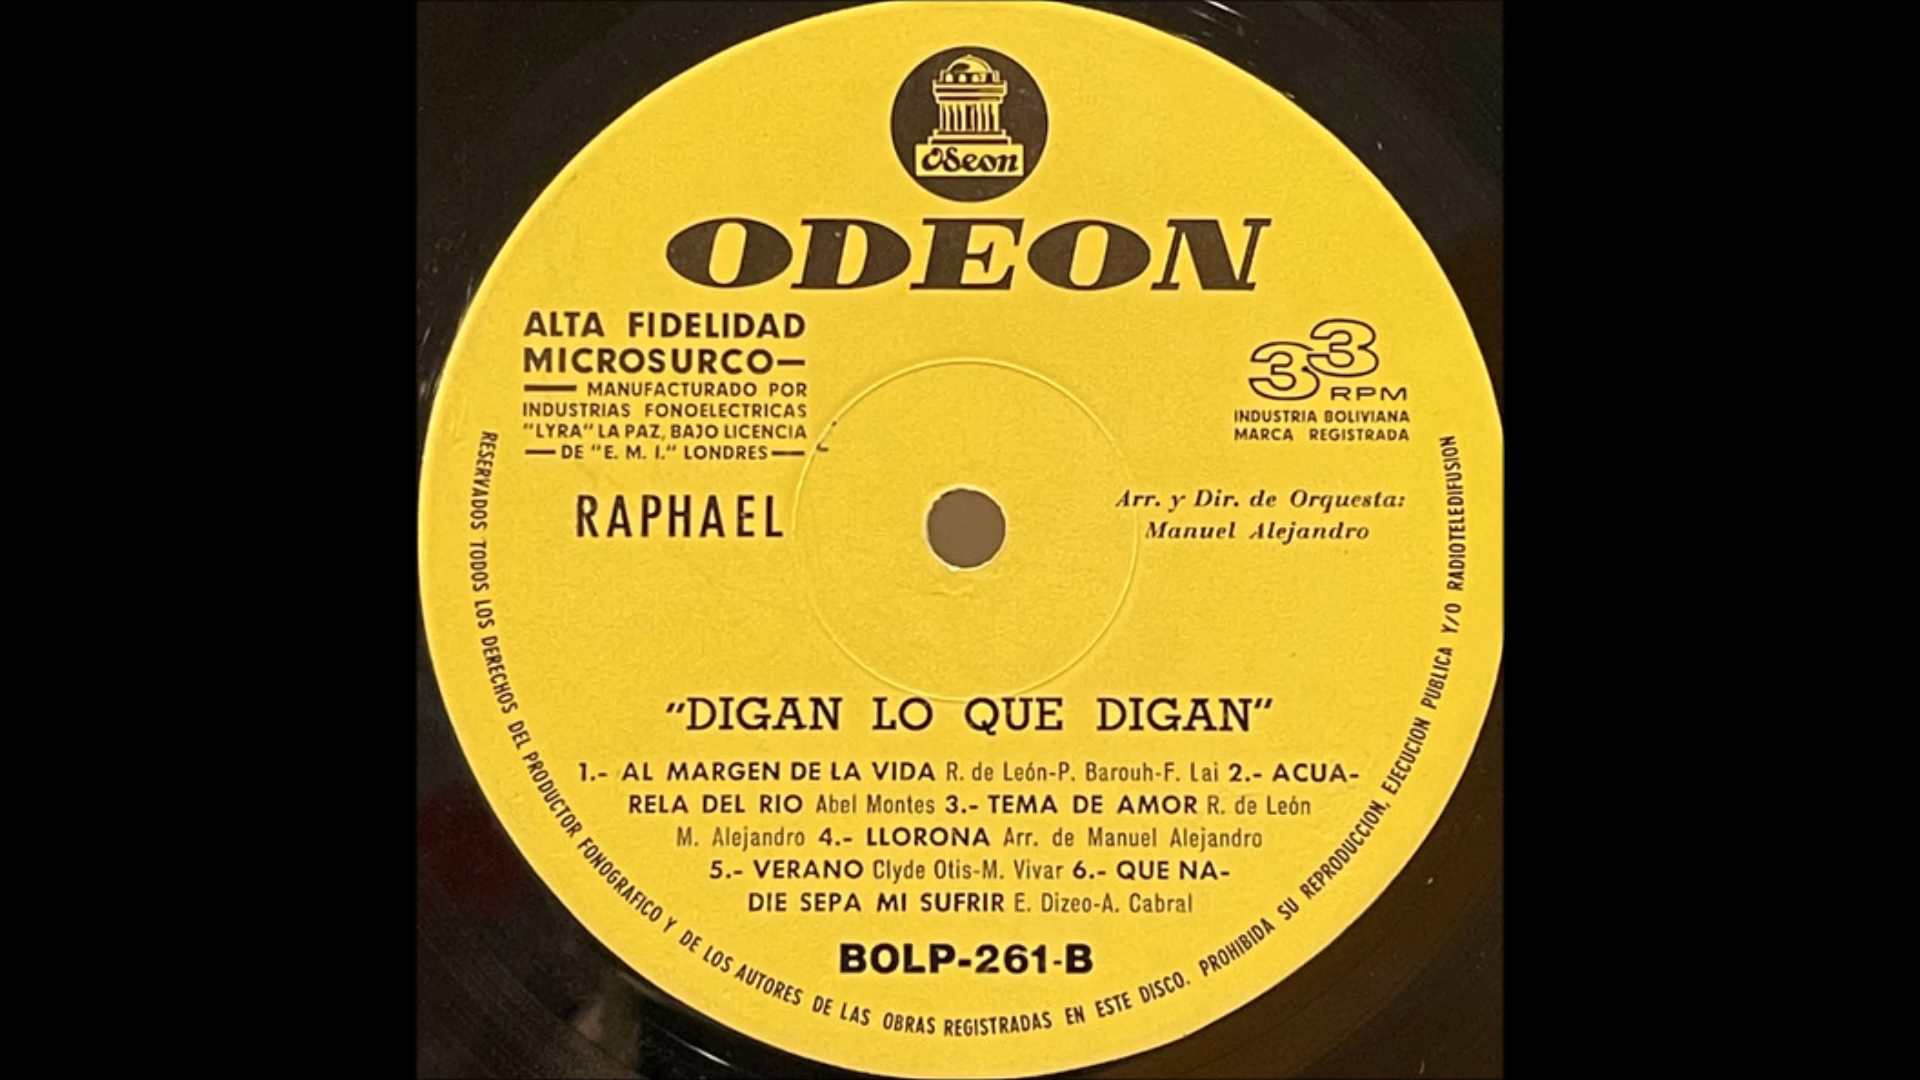 Odeon
ODEON
ALTA FIDELIDAD
MICROSURCO—
— MANUFACTURADO POR
INDUSTRIAS FONOELECTRICAS
"LYRA" LA PAZ, BAJO LICENCIA
— DE "E. M. I." LONDRES —
33
RPM
INDUSTRIA BOLIVIANA
MARCA REGISTRADA
RAPHAEL
Arr. y Dir. de Orquesta:
Manuel Alejandro
"DIGAN LO QUE DIGAN"
1.- AL MARGEN DE LA VIDA R. de León-P. Barouh-F. Lai 2.- ACUA-
RELA DEL RIO Abel Montes 3.- TEMA DE AMOR R. de León
M. Alejandro 4.- LLORONA Arr. de Manuel Alejandro
5.- VERANO Clyde Otis-M. Vivar 6.- QUE NA-
DIE SEPA MI SUFRIR E. Dizeo-A. Cabral
BOLP-261-B
RESERVADOS TODOS LOS DERECHOS DEL PRODUCTOR FONOGRAFICO Y DE LOS AUTORES DE LAS OBRAS REGISTRADAS EN ESTE DISCO. PROHIBIDA SU REPRODUCCION, EJECUCION PUBLICA Y/O RADIOTELEDIFUSION